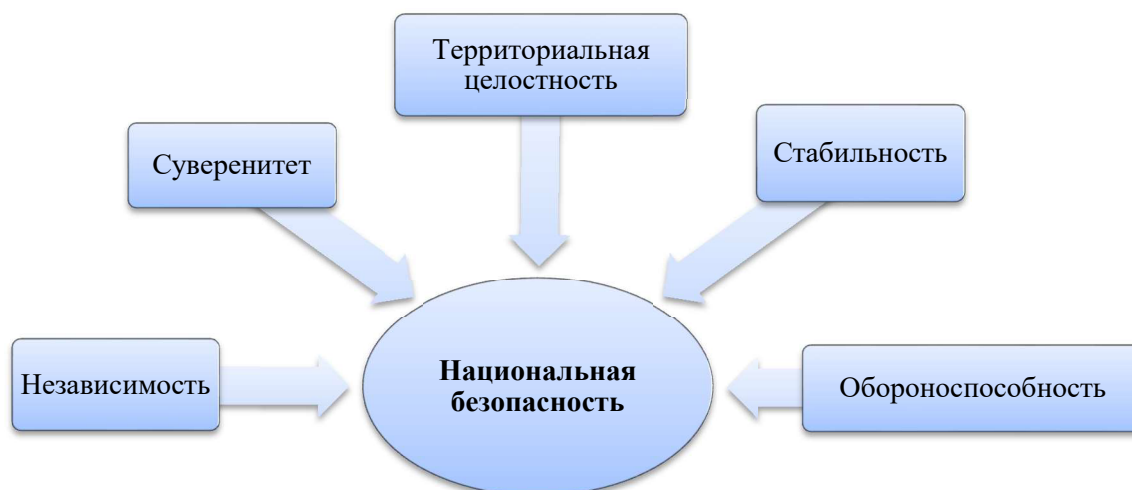 Территориальная
целостность
Суверенитет
Стабильность
Независимость
Национальная
безопасность
Обороноспособность